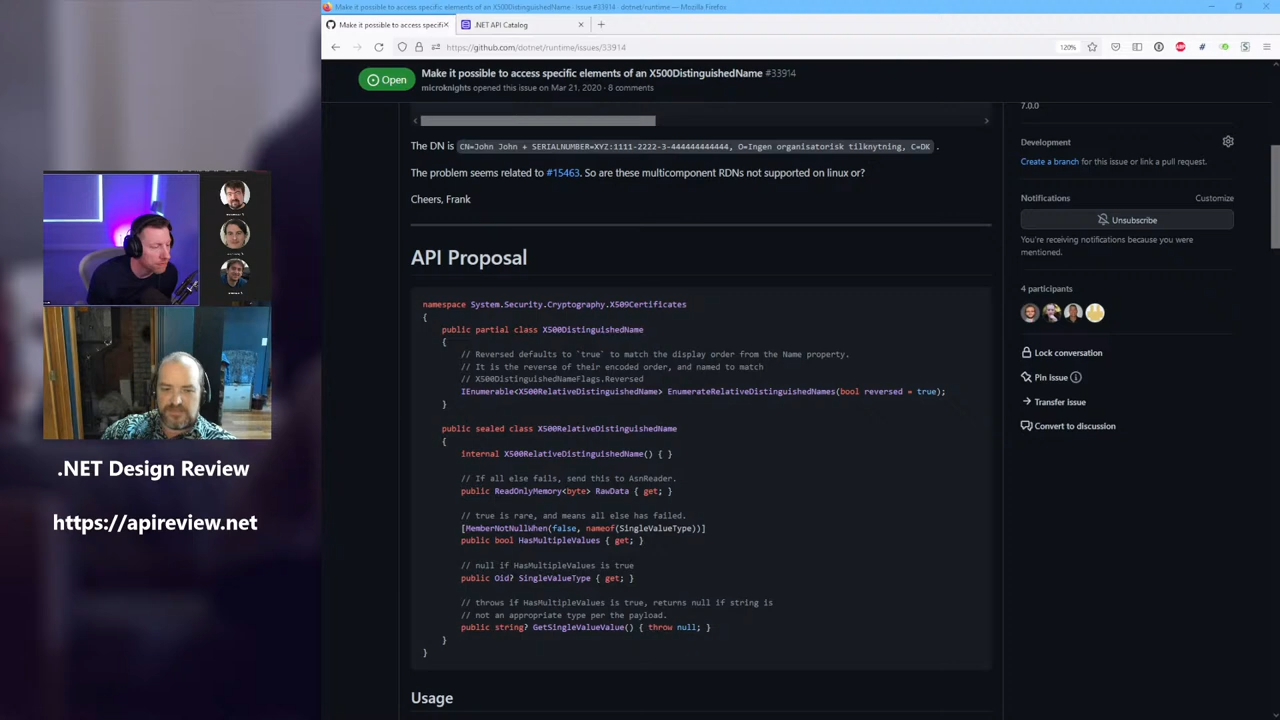 Make it possible to access specific elements of an X500DistinguishedName · Issue #33914 · dotnet/runtime — Mozilla Firefox
Make it possible to access specifi
.NET API Catalog
https://github.com/dotnet/runtime/issues/33914
120%
Open
Make it possible to access specific elements of an X500DistinguishedName #33914
microknights opened this issue on Mar 21, 2020 · 8 comments
The DN is CN=John John + SERIALNUMBER=XYZ:1111-2222-3-444444444444, O=Ingen organisatorisk tilknytning, C=DK .
The problem seems related to #15463. So are these multicomponent RDNs not supported on linux or?
Cheers, Frank
API Proposal
namespace System.Security.Cryptography.X509Certificates
{
public partial class X500DistinguishedName
{
// Reversed defaults to `true` to match the display order from the Name property.
// It is the reverse of their encoded order, and named to match
// X500DistinguishedNameFlags.Reversed
IEnumerable<X500RelativeDistinguishedName> EnumerateRelativeDistinguishedNames(bool reversed = true);
}
public sealed class X500RelativeDistinguishedName
{
internal X500RelativeDistinguishedName() { }
// If all else fails, send this to AsnReader.
public ReadOnlyMemory<byte> RawData { get; }
// true is rare, and means all else has failed.
[MemberNotNullWhen(false, nameof(SingleValueType))]
public bool HasMultipleValues { get; }
// null if HasMultipleValues is true
public Oid? SingleValueType { get; }
// throws if HasMultipleValues is true, returns null if string is
// not an appropriate type per the payload.
public string? GetSingleValueValue() { throw null; }
}
}
Usage
7.0.0
Development
Create a branch for this issue or link a pull request.
Notifications
Customize
Unsubscribe
You're receiving notifications because you were
mentioned.
4 participants
Lock conversation
Pin issue
Transfer issue
Convert to discussion
.NET Design Review
https://apireview.net